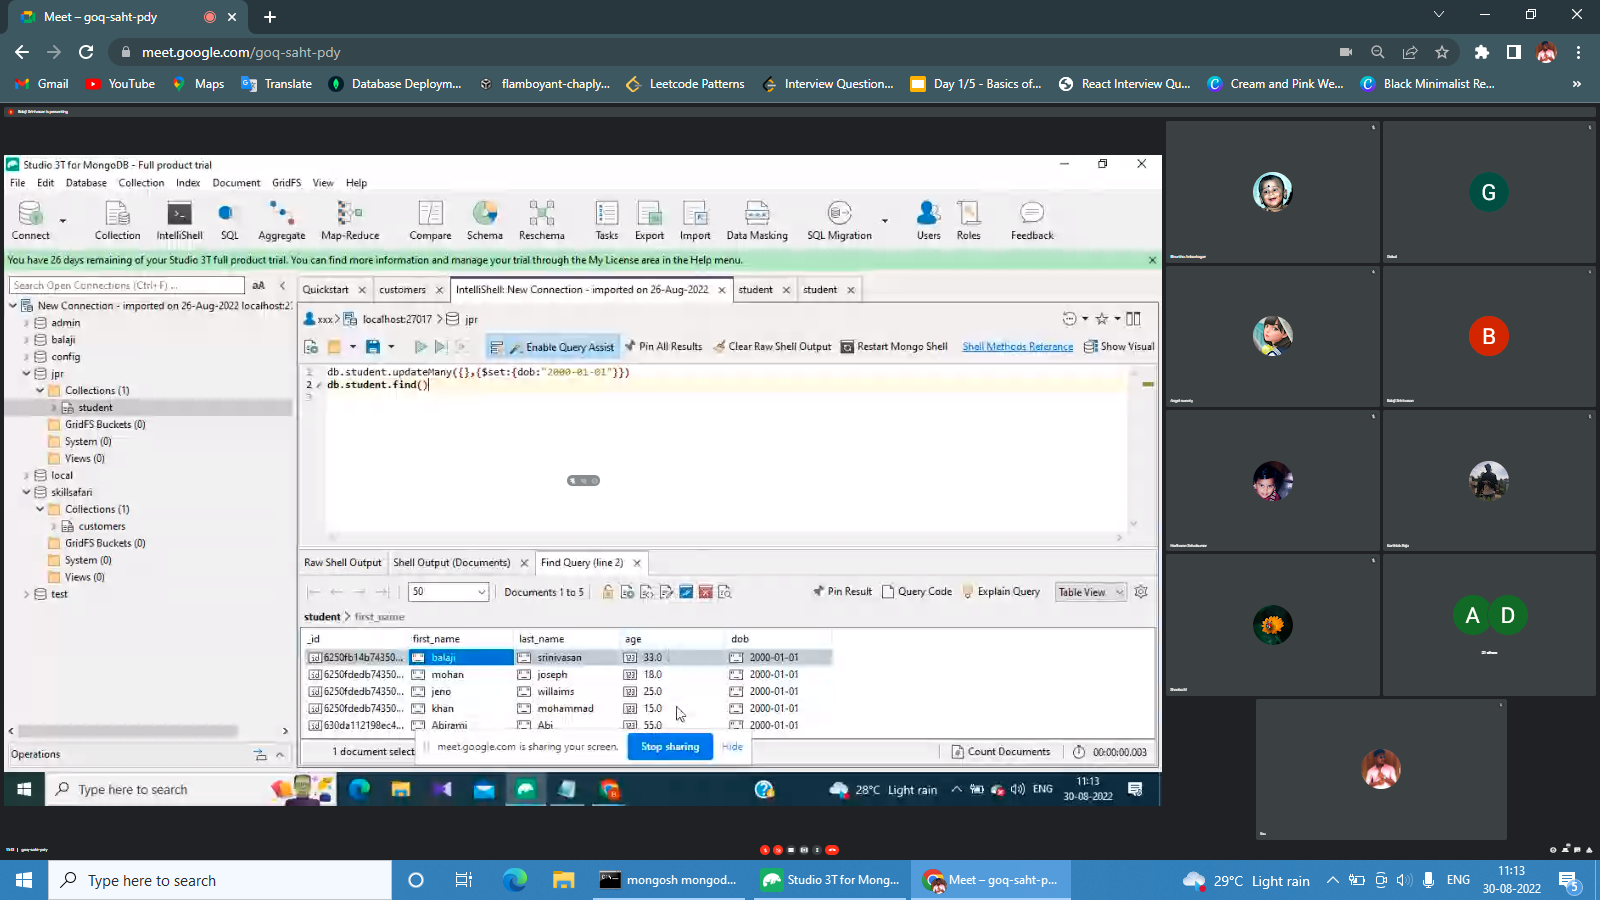 Meet – goq-saht-pdy
meet.google.com/goq-saht-pdy
Gmail YouTube Maps Translate Database Deploym... flamboyant-chaply... Leetcode Patterns Interview Question... Day 1/5 - Basics of... React Interview Qu... Cream and Pink We... Black Minimalist Re... »
Studio 3T for MongoDB - Full product trial
File Edit Database Collection Index Document GridFS View Help
Connect Collection IntelliShell SQL Aggregate Map-Reduce Compare Schema Reschema Tasks Export Import Data Masking SQL Migration Users Roles Feedback
You have 26 days remaining of your Studio 3T full product trial. You can find more information and manage your trial through the My License area in the Help menu.
Search Open Connections (Ctrl+F) ... aA
New Connection - imported on 26-Aug-2022 localhost:27
admin
balaji
config
jpr
Collections (1)
student
GridFS Buckets (0)
System (0)
Views (0)
local
skillsafari
Collections (1)
customers
GridFS Buckets (0)
System (0)
Views (0)
test
Operations
Quickstart customers IntelliShell: New Connection - imported on 26-Aug-2022 student student
xxx localhost:27017 jpr
Enable Query Assist Pin All Results Clear Raw Shell Output Restart Mongo Shell Shell Methods Reference Show Visual
1 db.student.updateMany({},{$set:{dob:"2000-01-01"}})
2 db.student.find()
3
Raw Shell Output Shell Output (Documents) Find Query (line 2)
50 Documents 1 to 5 Pin Result Query Code Explain Query Table View
student > first_name
_id first_name last_name age dob
6250fb14b74350... balaji srinivasan 33.0 2000-01-01
6250fdedb74350... mohan joseph 18.0 2000-01-01
6250fdedb74350... jeno willaims 25.0 2000-01-01
6250fdedb74350... khan mohammad 15.0 2000-01-01
630da112198ec4... Abirami Abi 55.0 2000-01-01
1 document select meet.google.com is sharing your screen. Stop sharing Hide Count Documents 00:00:00.003
Type here to search 28°C Light rain ENG 11:13 30-08-2022
G
B
A D
Type here to search mongosh mongod... Studio 3T for Mong... Meet – goq-saht-p... 29°C Light rain ENG 11:13 30-08-2022 5